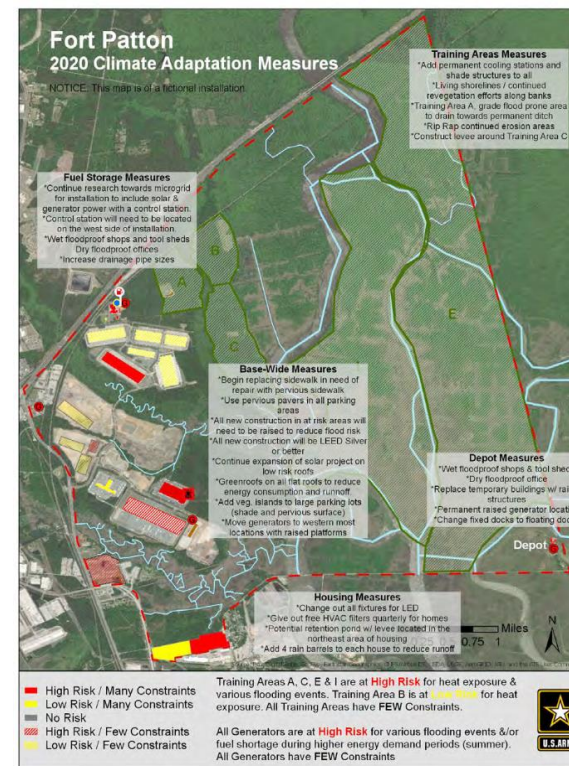 Fort Patton
2020 Climate Adaptation Measures
NOTICE: This map is of a fictional installation.
Training Areas Measures
*Add permanent cooling stations and
shade structures to all
*Living shorelines / continued
revegetation efforts along banks
*Training Area A, grade flood prone area
to drain towards permanent ditch
*Rip Rap continued erosion areas
*Construct levee around Training Area C
Fuel Storage Measures
*Continue research towards microgrid
for installation to include solar &
generator power with a control station.
*Control station will need to be located
on the west side of installation.
*Wet floodproof shops and tool sheds
Dry floodproof offices
*Increase drainage pipe sizes
B
A
C
E
Base-Wide Measures
*Begin replacing sidewalk in need of
repair with pervious sidewalk
*Use pervious pavers in all parking
areas
*All new construction in at risk areas will
need to be raised to reduce flood risk
*All new construction will be LEED Silver
or better
*Continue expansion of solar project on
low risk roofs
*Greenroofs on all flat roofs to reduce
energy consumption and runnoff.
*Add veg. islands to large parking lots
(shade and pervious surface)
*Move generators to western most
locations with raised platforms
Depot Measures
*Wet floodproof shops & tool shed
*Dry floodproof office
*Replace temporary buildings w/ rai
structures
*Permanent raised generator locati
*Change fixed docks to floating doc
Depot
Housing Measures
*Change out all fixtures for LED
*Give out free HVAC filters quarterly for homes
*Potential retention pond w/ levee located in the
northeast area of housing
*Add 4 rain barrels to each house to reduce runoff
0.75 1 Miles
N
High Risk / Many Constraints
Low Risk / Many Constraints
No Risk
High Risk / Few Constraints
Low Risk / Few Constraints
Training Areas A, C, E & I are at High Risk for heat exposure &
various flooding events. Training Area B is at Low Risk for heat
exposure. All Training Areas have FEW Constraints.
All Generators are at High Risk for various flooding events &/or
fuel shortage during higher energy demand periods (summer).
All Generators have FEW Constraints
U.S.ARM